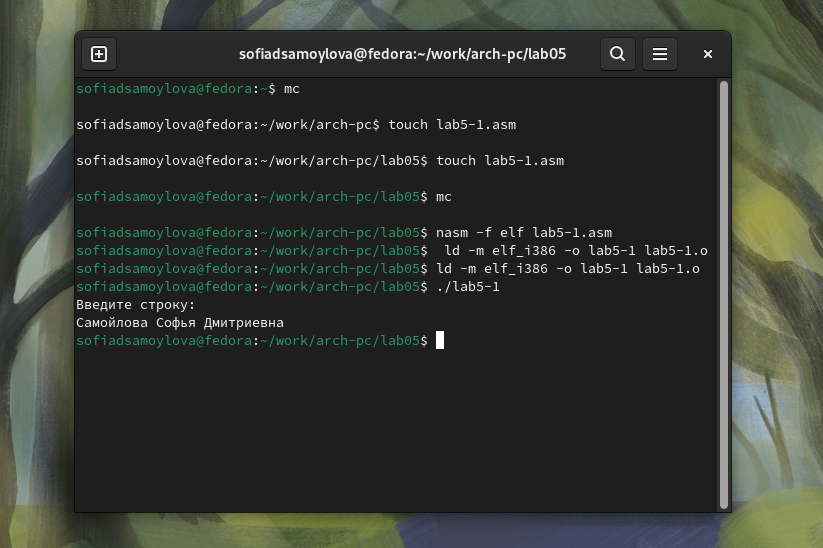 sofiadsamoylova@fedora:~/work/arch-pc/lab05
sofiadsamoylova@fedora:~$ mc
sofiadsamoylova@fedora:~/work/arch-pc$ touch lab5-1.asm
sofiadsamoylova@fedora:~/work/arch-pc/lab05$ touch lab5-1.asm
sofiadsamoylova@fedora:~/work/arch-pc/lab05$ mc
sofiadsamoylova@fedora:~/work/arch-pc/lab05$ nasm -f elf lab5-1.asm
sofiadsamoylova@fedora:~/work/arch-pc/lab05$  ld -m elf_i386 -o lab5-1 lab5-1.o
sofiadsamoylova@fedora:~/work/arch-pc/lab05$ ld -m elf_i386 -o lab5-1 lab5-1.o
sofiadsamoylova@fedora:~/work/arch-pc/lab05$ ./lab5-1
Введите строку:
Самойлова Софья Дмитриевна
sofiadsamoylova@fedora:~/work/arch-pc/lab05$